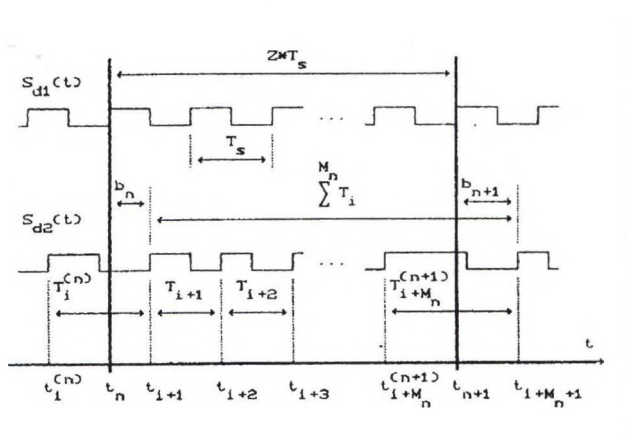 Z*T_s
S_d1(t)
...
T_s
M_n
b_n
∑ T_i
b_n+1
S_d2(t)
...
T_i^(n)
T_i+1
T_i+2
T_i+M_n^(n+1)
t
t_i^(n)
t_n
t_i+1
t_i+2
t_i+3
t_i+M_n^(n+1)
t_n+1
t_i+M_n+1